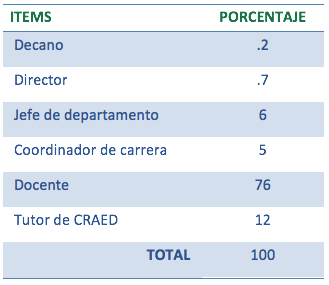 ITEMS PORCENTAJE
Decano .2
Director .7
Jefe de departamento 6
Coordinador de carrera 5
Docente 76
Tutor de CRAED 12
TOTAL 100